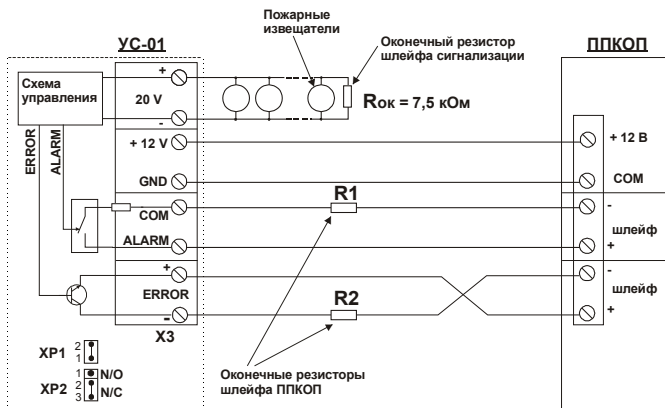 УС-01
Пожарные
извещатели
Оконечный резистор
шлейфа сигнализации
ППКОП
Схема
управления
+
20 V
-
Rок = 7,5 кОм
ERROR
ALARM
+ 12 V
+ 12 В
GND
COM
COM
R1
-
шлейф
+
ALARM
+
ERROR
-
R2
-
шлейф
+
X3
XP1
2
1
XP2
1
2
3
N/O
N/C
Оконечные резисторы
шлейфа ППКОП